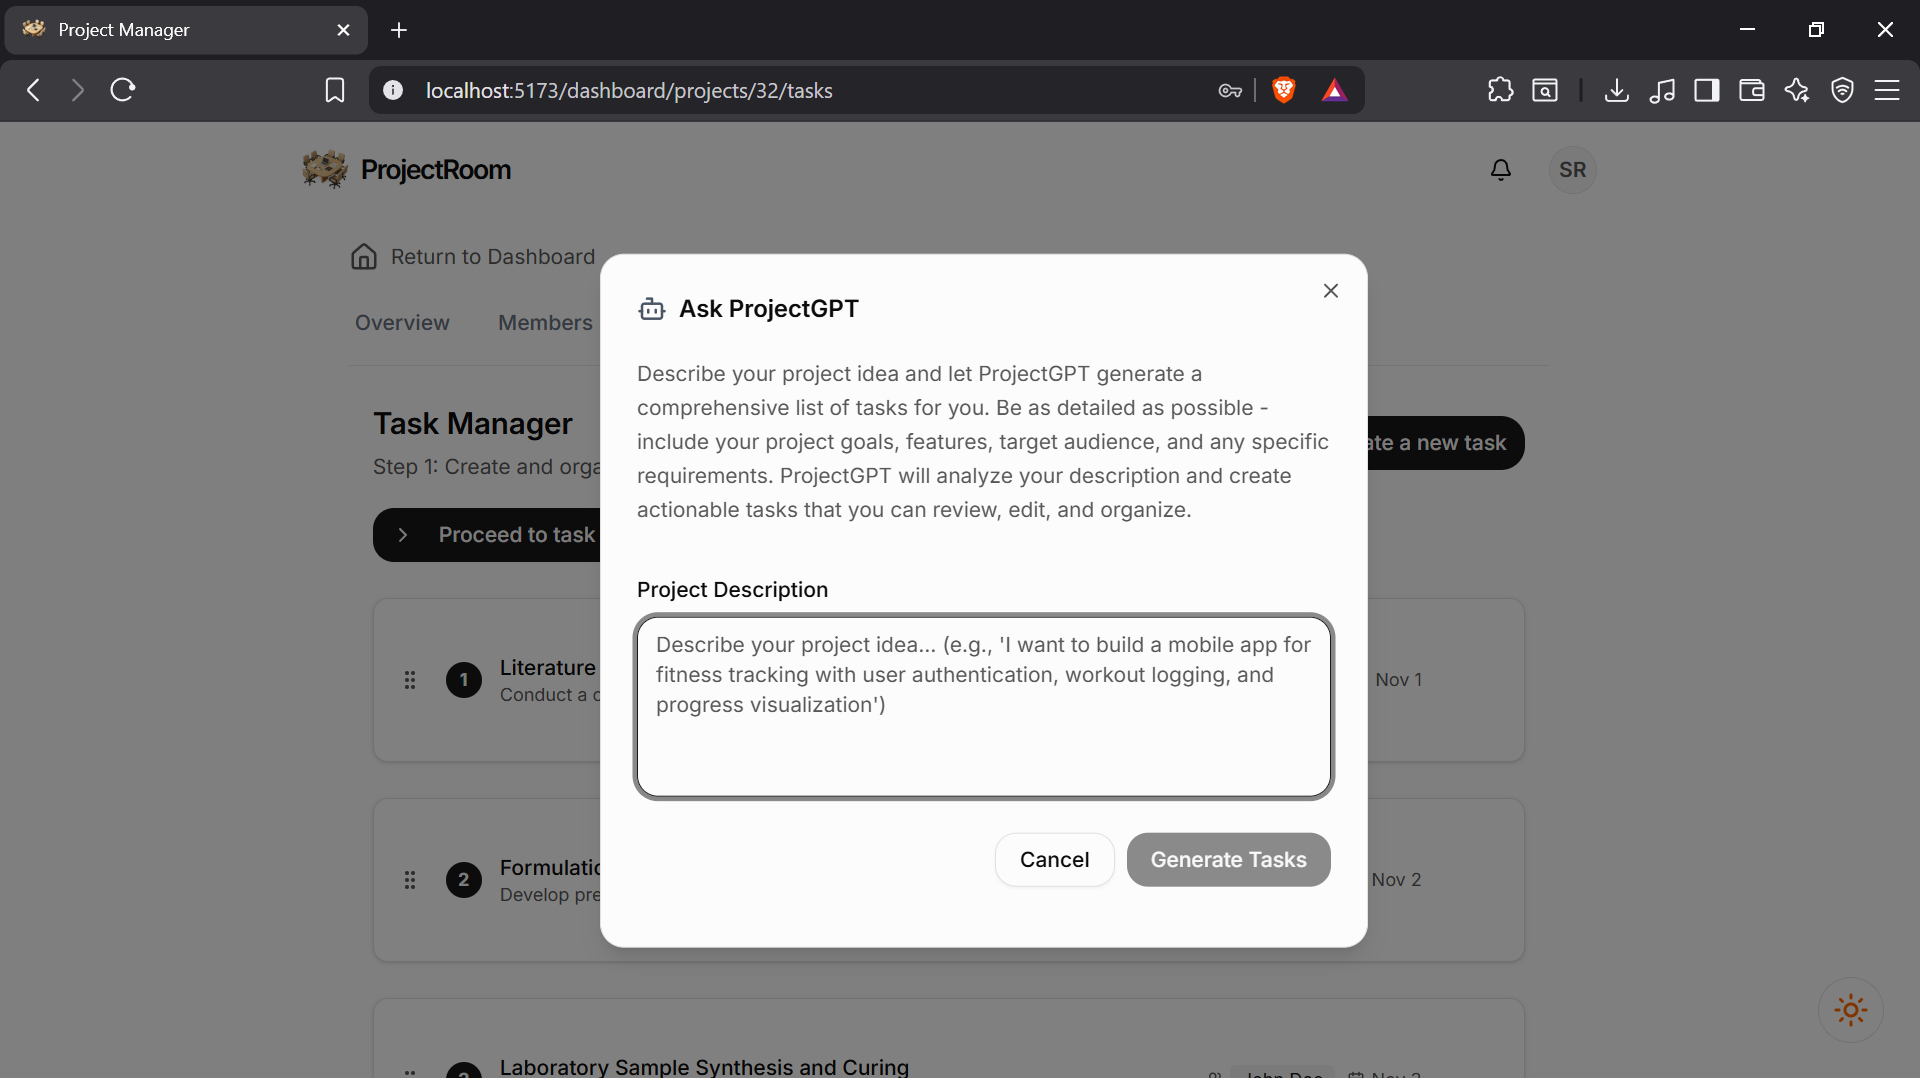 Project Manager
localhost:5173/dashboard/projects/32/tasks
ProjectRoom
SR
Return to Dashboard
Overview
Members
Task Manager
Step 1: Create and orga
ate a new task
Proceed to task
Ask ProjectGPT
Describe your project idea and let ProjectGPT generate a
comprehensive list of tasks for you. Be as detailed as possible -
include your project goals, features, target audience, and any specific
requirements. ProjectGPT will analyze your description and create
actionable tasks that you can review, edit, and organize.
Project Description
Describe your project idea... (e.g., 'I want to build a mobile app for
fitness tracking with user authentication, workout logging, and
progress visualization')
Cancel
Generate Tasks
1
Literature
Conduct a c
Nov 1
2
Formulatio
Develop pre
Nov 2
Laboratory Sample Synthesis and Curing